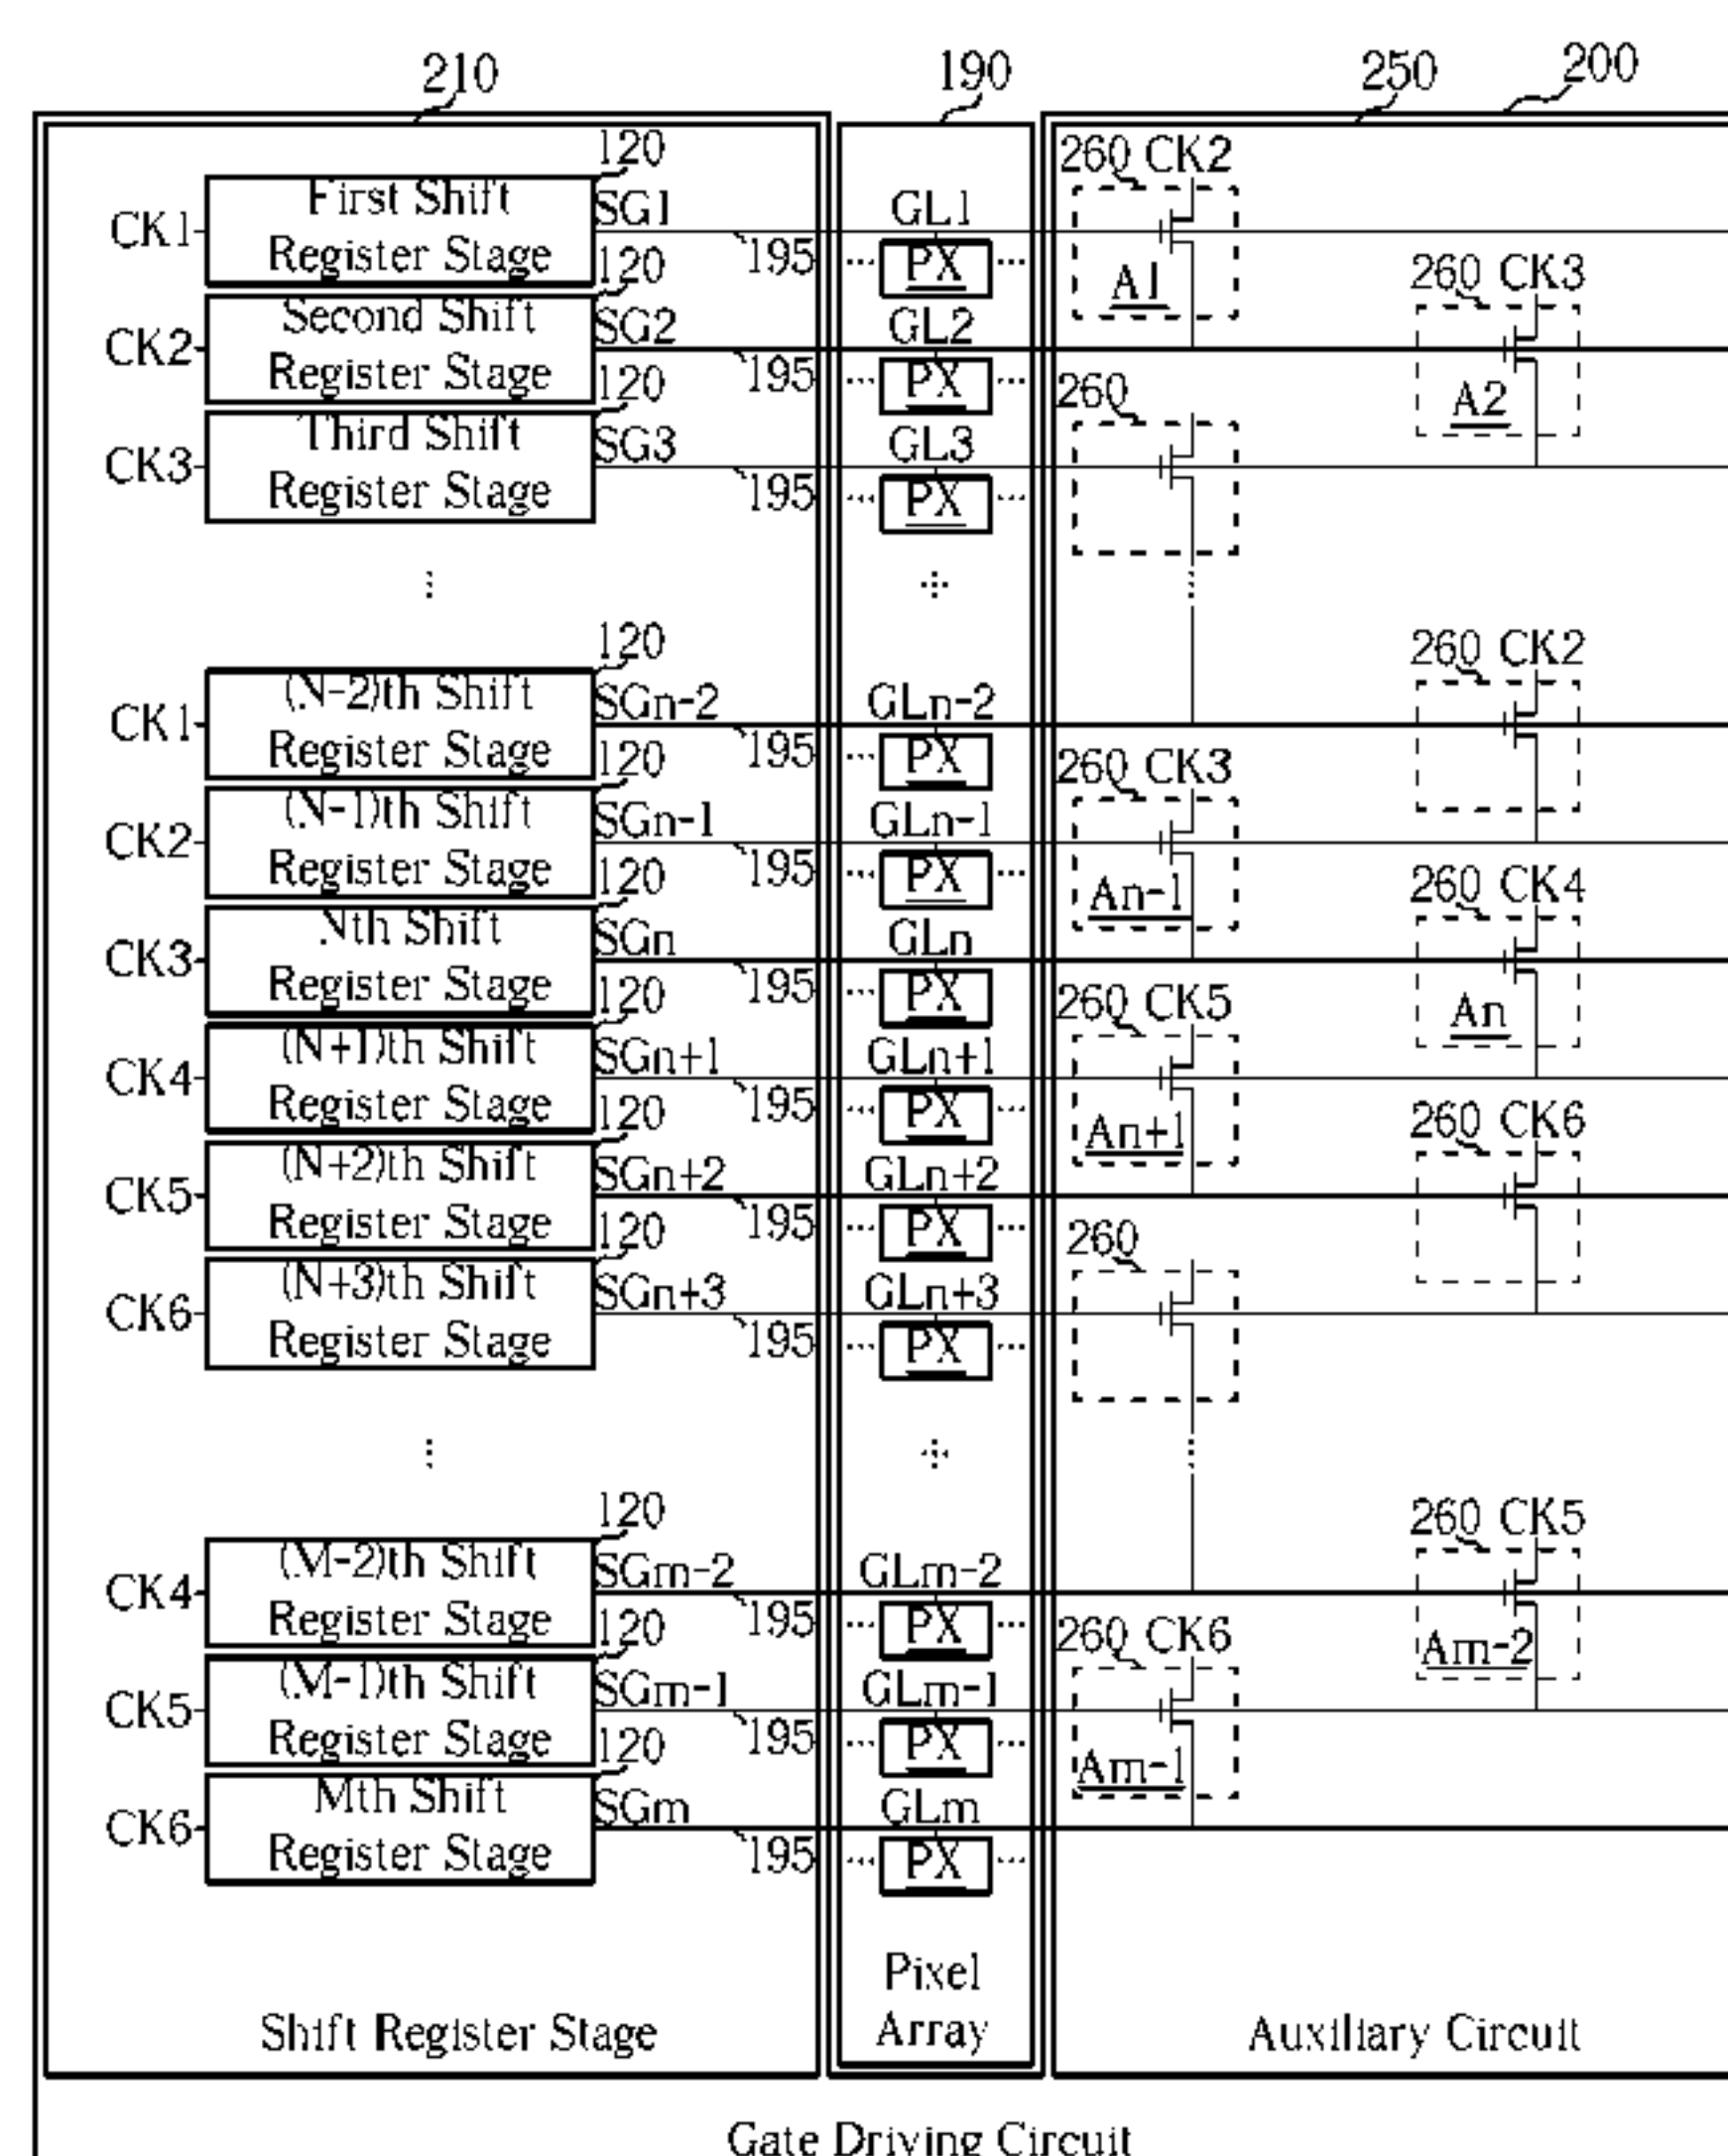 210 190 250 200
120 260 CK2
CK1 First Shift Register Stage SG1 195 GL1 PX A1
120 260 CK3
CK2 Second Shift Register Stage SG2 195 GL2 PX A2
120 260
CK3 Third Shift Register Stage SG3 195 GL3 PX
120 260 CK2
CK1 (N-2)th Shift Register Stage SGn-2 195 GLn-2 PX
120 260 CK3
CK2 (N-1)th Shift Register Stage SGn-1 195 GLn-1 PX An-1
120 260 CK4
CK3 Nth Shift Register Stage SGn 195 GLn PX An
120 260 CK5
CK4 (N+1)th Shift Register Stage SGn+1 195 GLn+1 PX An+1
120 260 CK6
CK5 (N+2)th Shift Register Stage SGn+2 195 GLn+2 PX
120 260
CK6 (N+3)th Shift Register Stage SGn+3 195 GLn+3 PX
120 260 CK5
CK4 (M-2)th Shift Register Stage SGm-2 195 GLm-2 PX Am-2
120 260 CK6
CK5 (M-1)th Shift Register Stage SGm-1 195 GLm-1 PX Am-1
120
CK6 Mth Shift Register Stage SGm 195 GLm PX
Shift Register Stage
Pixel
Array
Auxiliary Circuit
Gate Driving Circuit